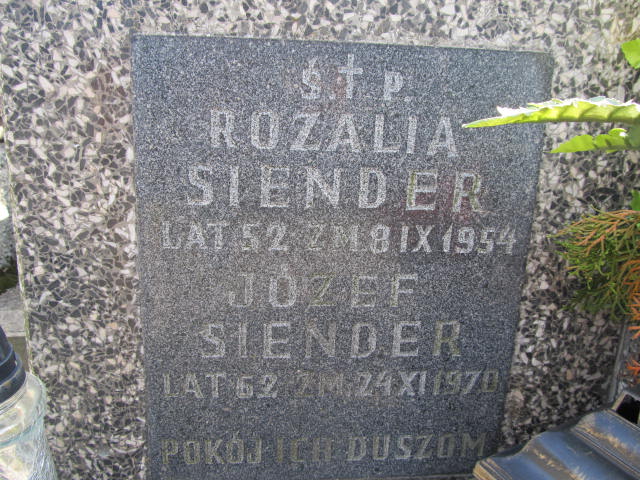 Ś.†P.
ROZALIA
SIENDER
LAT 52 ZM.8 IX 1954
JÓZEF
SIENDER
LAT 62 ZM.24 XI 1970
POKÓJ ICH DUSZOM